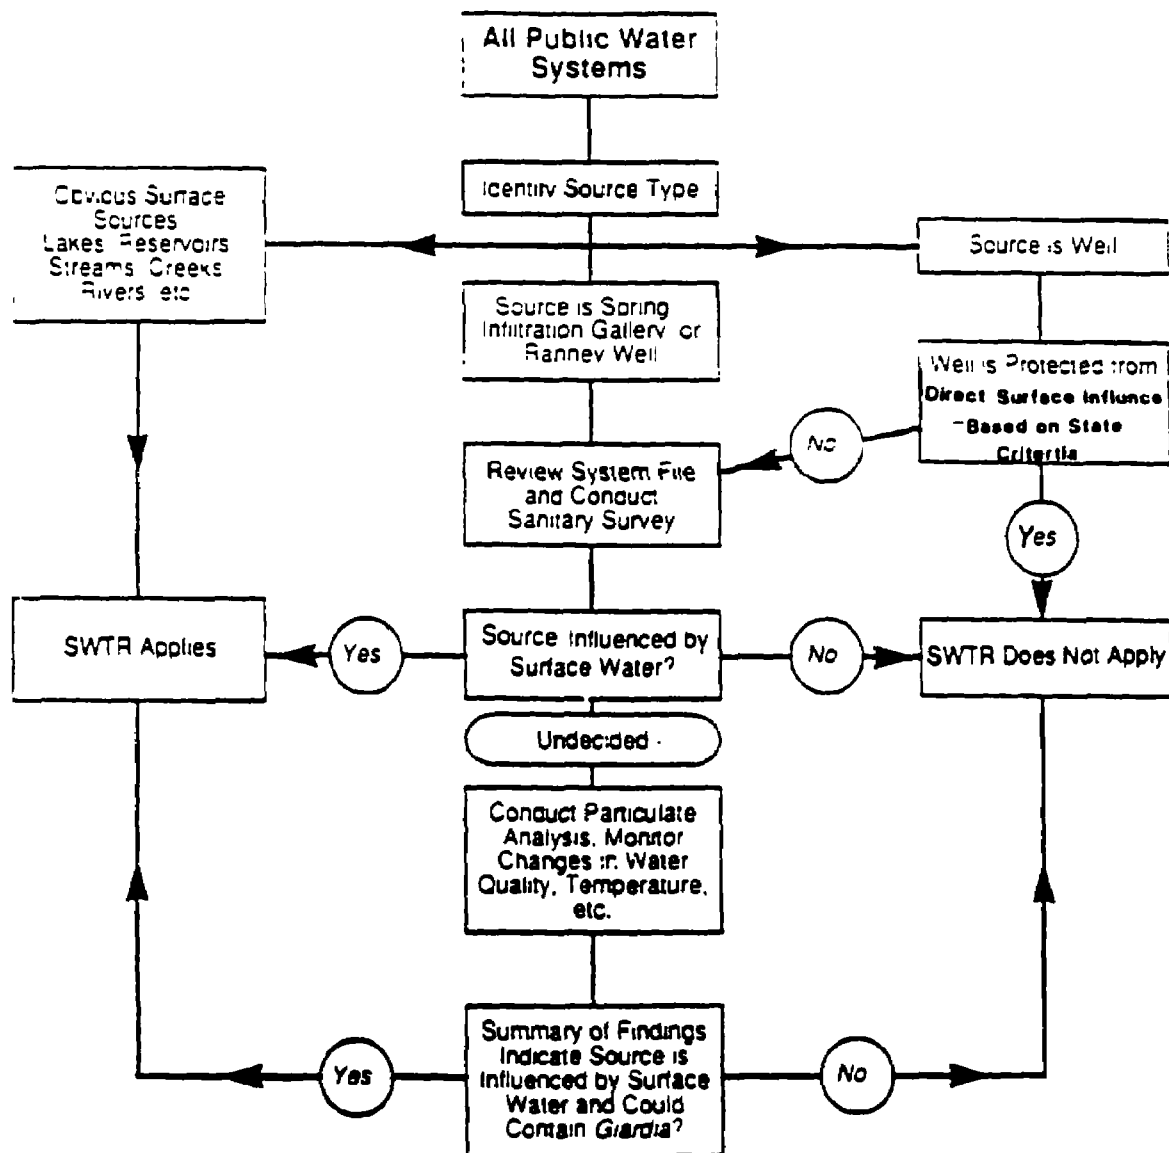 All Public Water
Systems
Identify Source Type
Obvious Surface
Sources
Lakes Reservoirs
Streams Creeks
Rivers etc
Source is Well
Source is Spring
Infiltration Gallery or
Ranney Well
Well is Protected from
Direct Surface Influnce
Based on State
Critertia
No
Review System File
and Conduct
Sanitary Survey
Yes
SWTR Applies
Yes
Source Influenced by
Surface Water?
No
SWTR Does Not Apply
Undecided
Conduct Particulate
Analysis, Monitor
Changes in Water
Quality, Temperature,
etc.
Summary of Findings
Indicate Source is
Influenced by Surface
Water and Could
Contain Giardia?
Yes
No